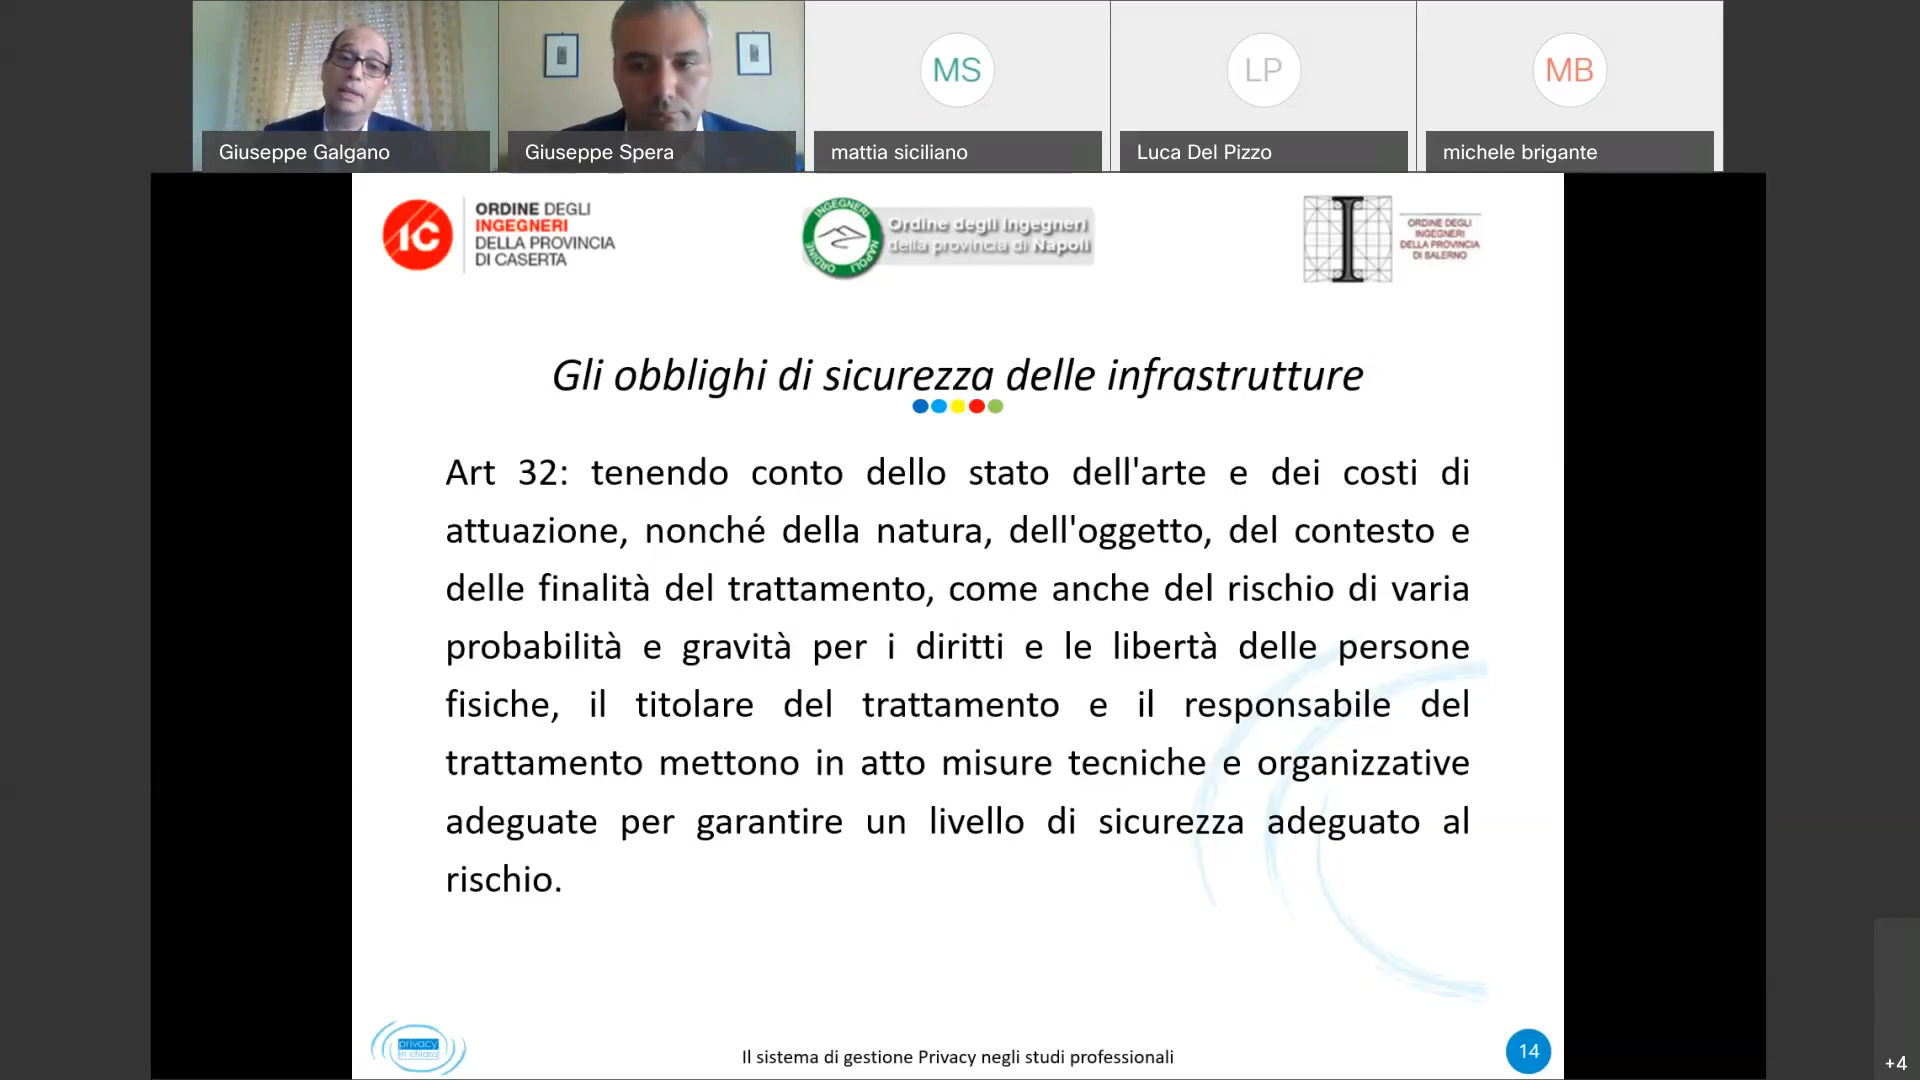 MS
LP
MB
Giuseppe Galgano
Giuseppe Spera
mattia siciliano
Luca Del Pizzo
michele brigante
IC
ORDINE DEGLI
INGEGNERI
DELLA PROVINCIA
DI CASERTA
INGEGNERI
ORDINE
NAPOLI
Ordine degli Ingegneri
della provincia di Napoli
I
ORDINE DEGLI
INGEGNERI
DELLA PROVINCIA
DI SALERNO
Gli obblighi di sicurezza delle infrastrutture
Art 32: tenendo conto dello stato dell'arte e dei costi di
attuazione, nonché della natura, dell'oggetto, del contesto e
delle finalità del trattamento, come anche del rischio di varia
probabilità e gravità per i diritti e le libertà delle persone
fisiche, il titolare del trattamento e il responsabile del
trattamento mettono in atto misure tecniche e organizzative
adeguate per garantire un livello di sicurezza adeguato al
rischio.
privacy
in chiaro
Il sistema di gestione Privacy negli studi professionali
14
+4